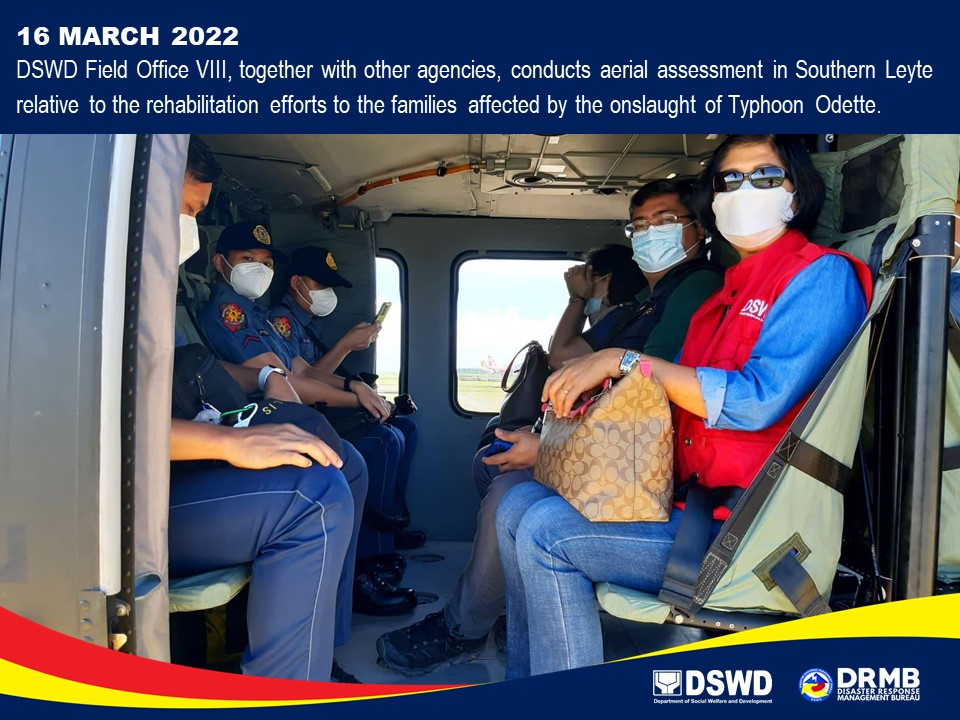 16 MARCH 2022
DSWD Field Office VIII, together with other agencies, conducts aerial assessment in Southern Leyte
relative to the rehabilitation efforts to the families affected by the onslaught of Typhoon Odette.
DSW
DSWD
Department of Social Welfare and Development
DRMB
DISASTER RESPONSE
MANAGEMENT BUREAU